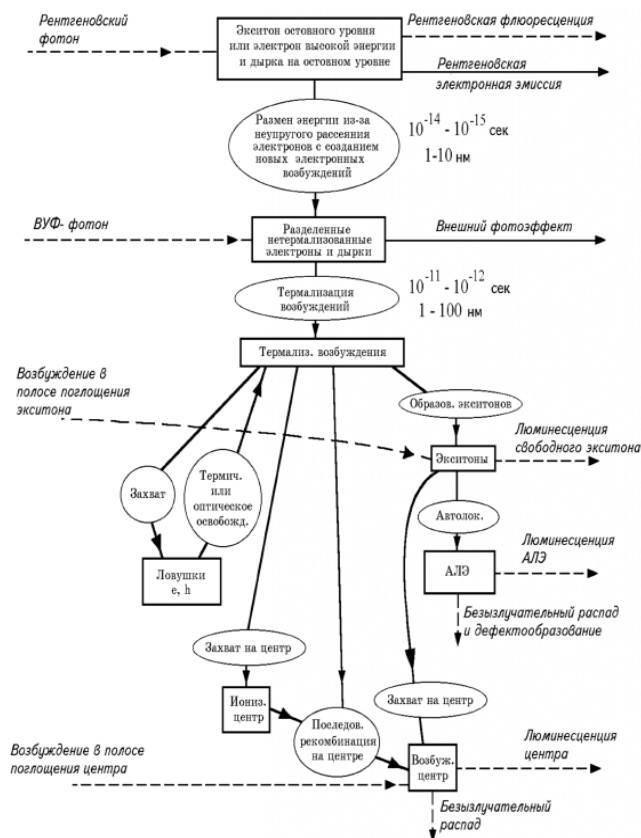 Рентгеновский
фотон
Экситон остовного уровня
или электрон высокой энергии
и дырка на остовном уровне
Рентгеновская флюоресценция
Рентгеновская
электронная эмиссия
Размен энергии из-за
неупругого рассеяния
электронов с созданием
новых электронных
возбуждений
10⁻¹⁴ - 10⁻¹⁵ сек
1-10 нм
ВУФ- фотон
Разделенные
нетермализованные
электроны и дырки
Внешний фотоэффект
Термализация
возбуждений
10⁻¹¹ - 10⁻¹² сек
1 - 100 нм
Термализ. возбуждения
Возбуждение в
полосе поглощения
экситона
Образов. экситонов
Экситоны
Люминесценция
свободного экситона
Захват
Термич.
или
оптическое
освобожд.
Ловушки
e, h
Автолок.
АЛЭ
Люминесценция
АЛЭ
Безызлучательный распад
и дефектообразование
Захват на центр
Иониз.
центр
Последов.
рекомбинация
на центре
Захват на центр
Возбуждение в полосе
поглощения центра
Возбуж.
центр
Люминесценция
центра
Безызлучательный
распад